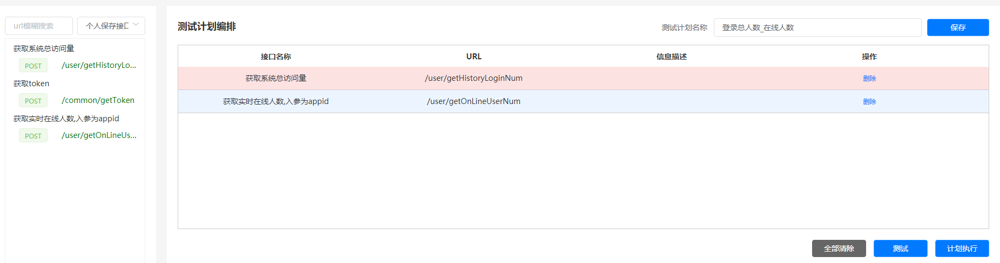 url模糊搜索
个人保存接口
获取系统总访问量
POST /user/getHistoryLo...
获取token
POST /common/getToken
获取实时在线人数,入参为appid
POST /user/getOnLineUs...
测试计划编排
测试计划名称 登录总人数_在线人数 保存
接口名称 URL 信息描述 操作
获取系统总访问量 /user/getHistoryLoginNum 删除
获取实时在线人数,入参为appid /user/getOnLineUserNum 删除
全部清除 测试 计划执行